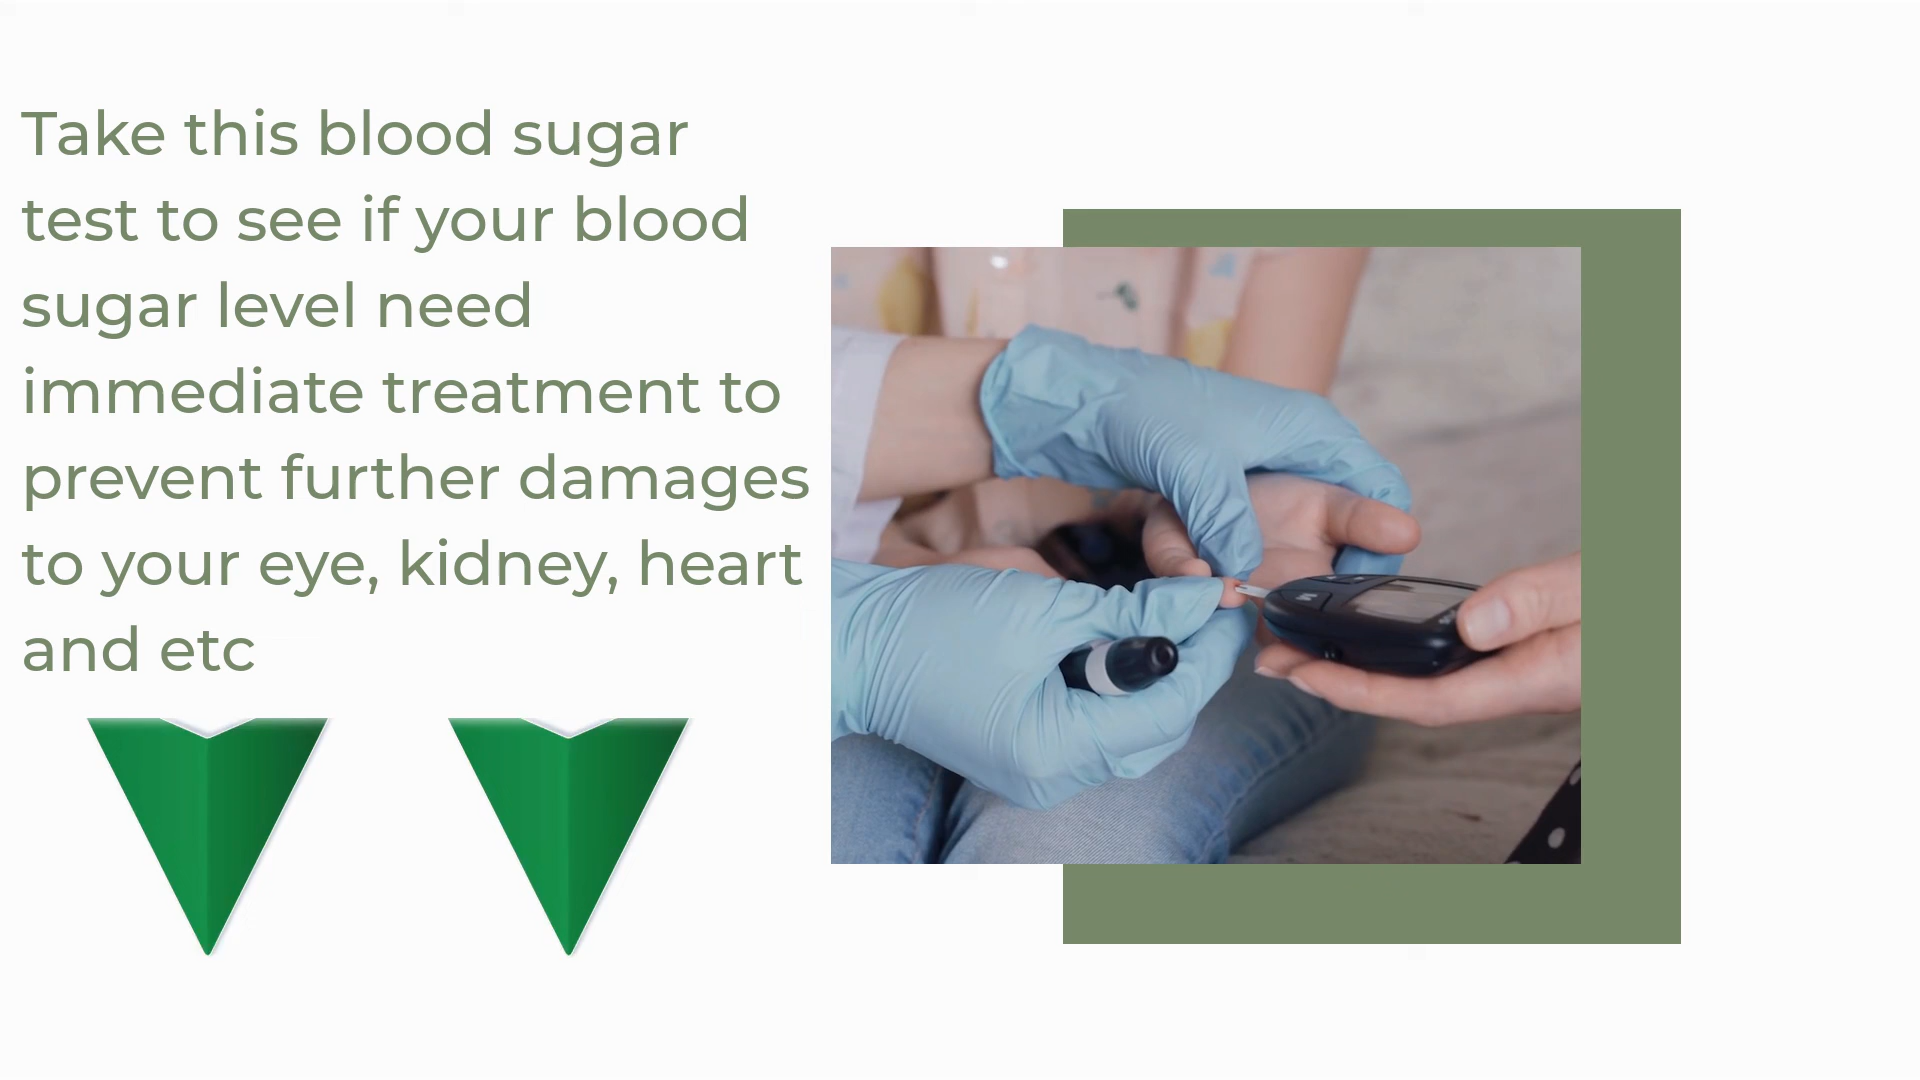 Take this blood sugar
test to see if your blood
sugar level need
immediate treatment to
prevent further damages
to your eye, kidney, heart
and etc